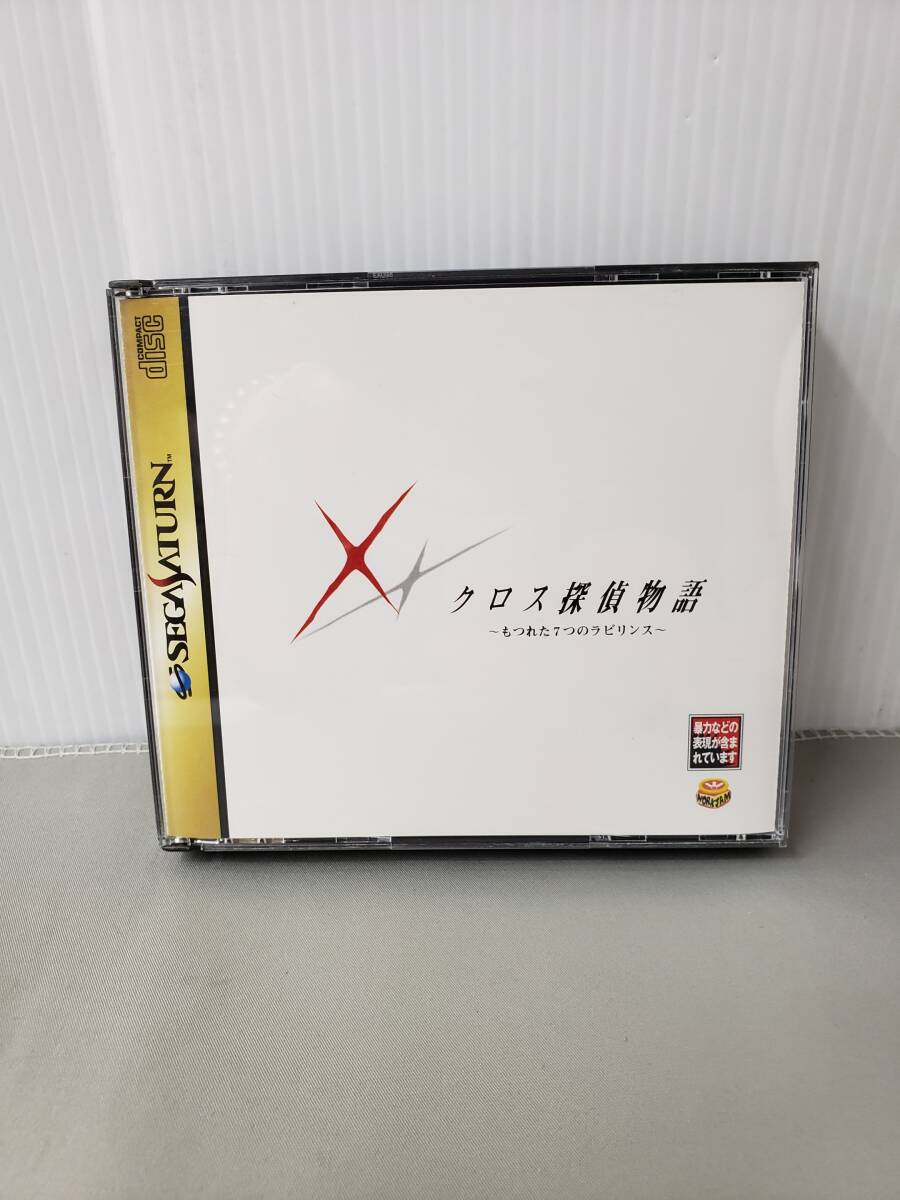 COMPACT
disc
SEGA SATURN™
クロス探偵物語
～もつれた7つのラビリンス～
暴力などの
表現が含ま
れています
WORKJAM